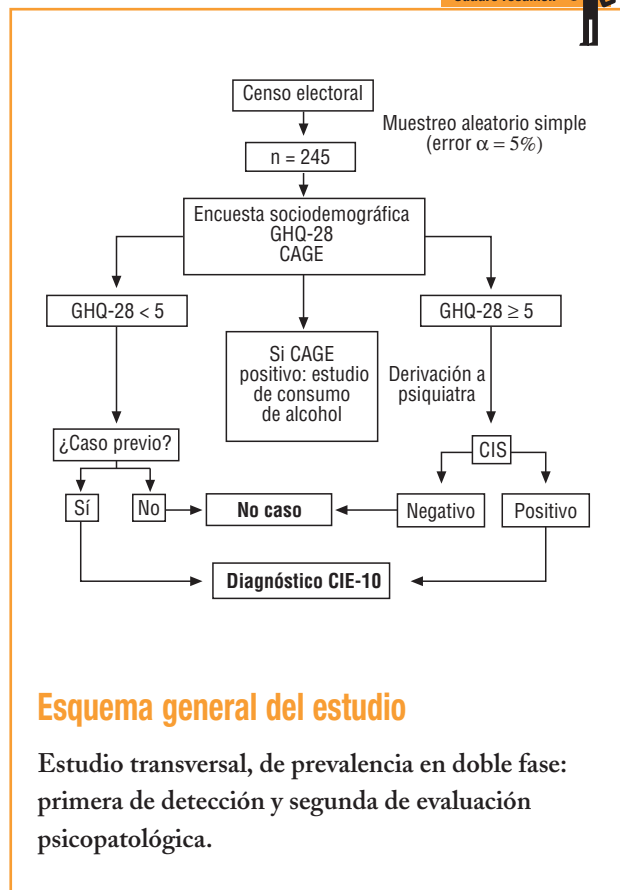 Censo electoral
Muestreo aleatorio simple
(error α = 5%)
n = 245
Encuesta sociodemográfica
GHQ-28
CAGE
GHQ-28 < 5
GHQ-28 ≥ 5
Si CAGE
positivo: estudio
de consumo
de alcohol
Derivación a
psiquiatra
¿Caso previo?
CIS
Sí
No
No caso
Negativo
Positivo
Diagnóstico CIE-10
Esquema general del estudio
Estudio transversal, de prevalencia en doble fase:
primera de detección y segunda de evaluación
psicopatológica.